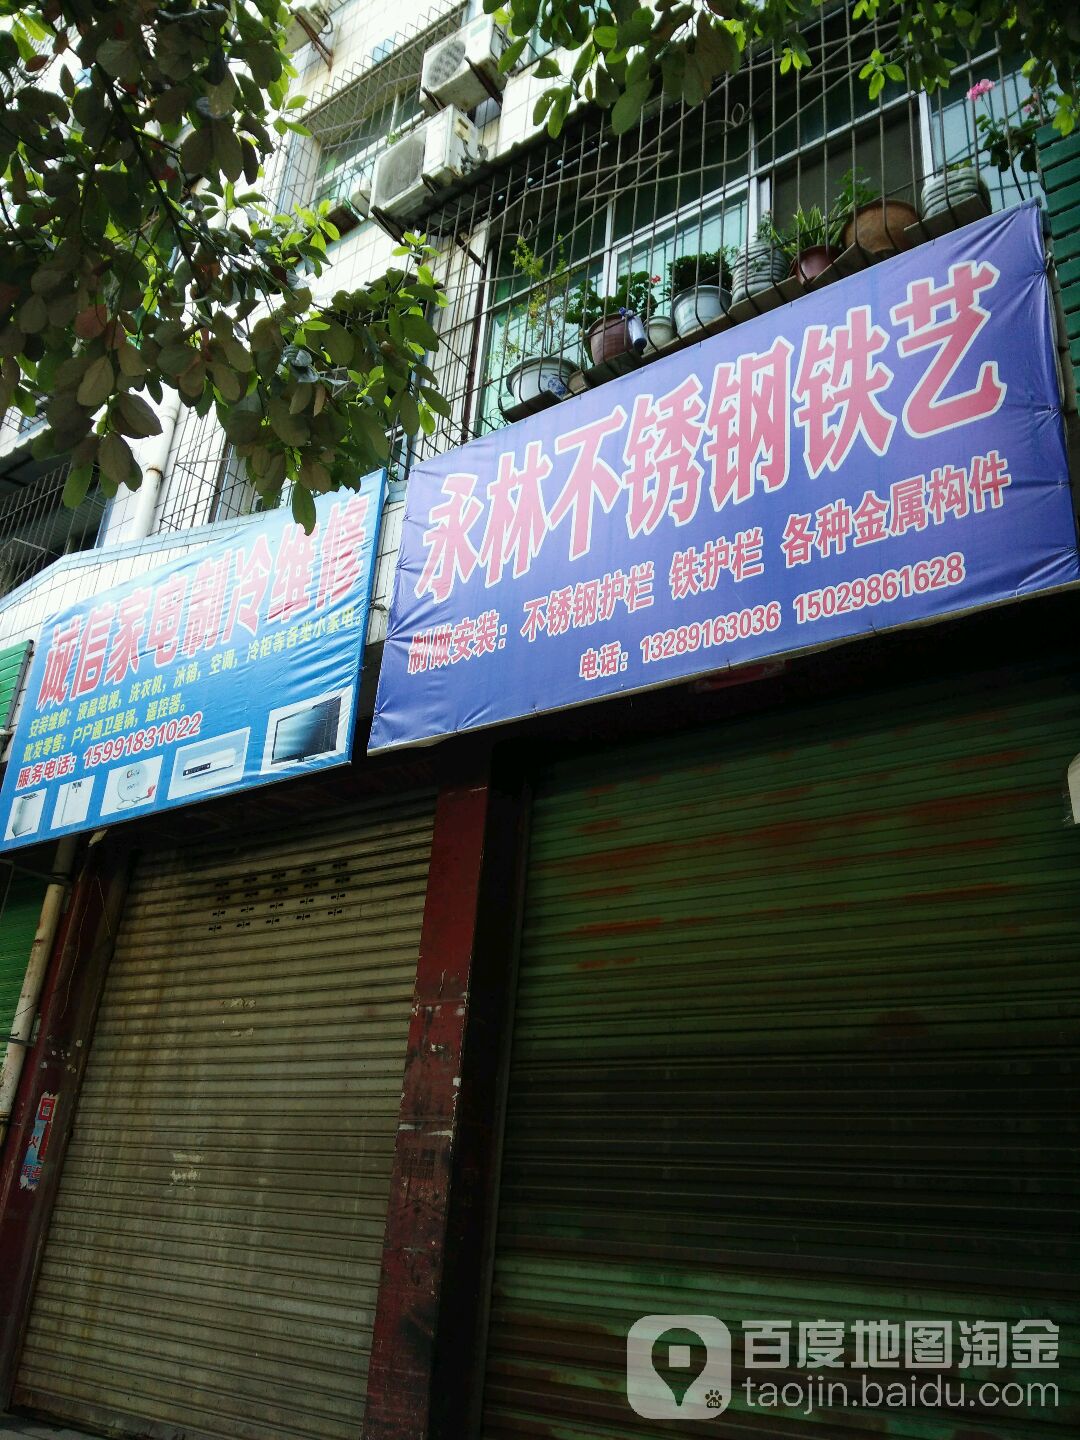 诚信家电制冷维修
安装维修：液晶电视，洗衣机，冰箱，空调，冷柜等各类小家电。
批发零售：户户通卫星锅，遥控器。
服务电话：15991831022
永林不锈钢铁艺
制做安装：不锈钢护栏 铁护栏 各种金属构件
电话：13289163036 15029861628
百度地图淘金
taojin.baidu.com